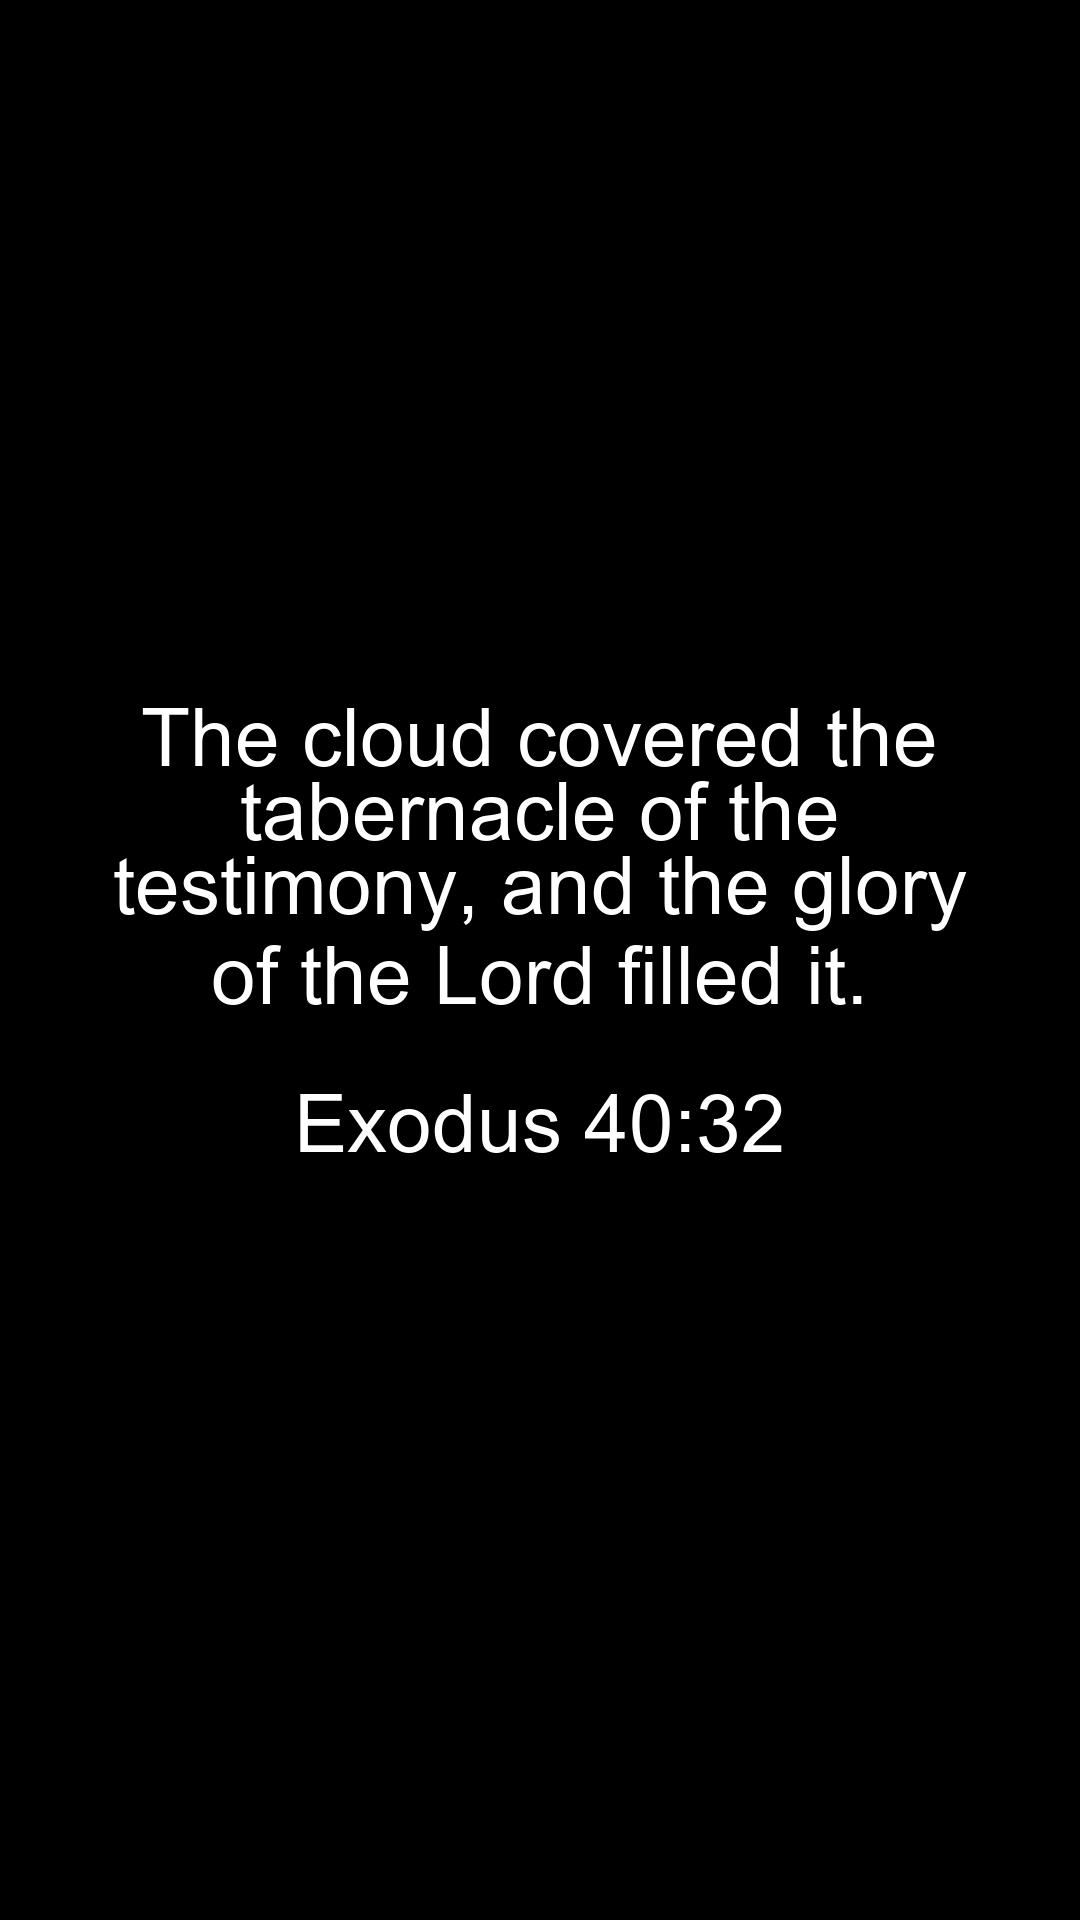 The cloud covered the
tabernacle of the
testimony, and the glory
of the Lord filled it.
Exodus 40:32